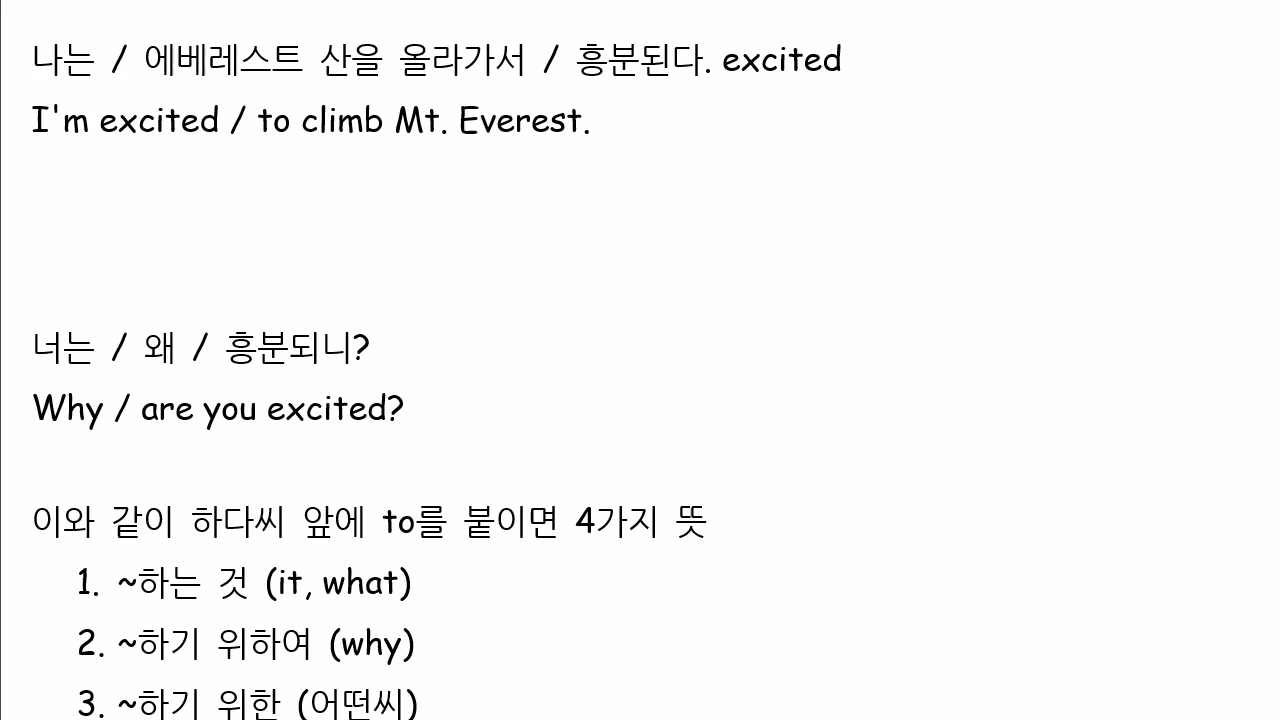 나는 / 에베레스트 산을 올라가서 / 흥분된다. excited
I'm excited / to climb Mt. Everest.
너는 / 왜 / 흥분되니?
Why / are you excited?
이와 같이 하다씨 앞에 to를 붙이면 4가지 뜻
1. ~하는 것 (it, what)
2. ~하기 위하여 (why)
3. ~하기 위한 (어떤씨)